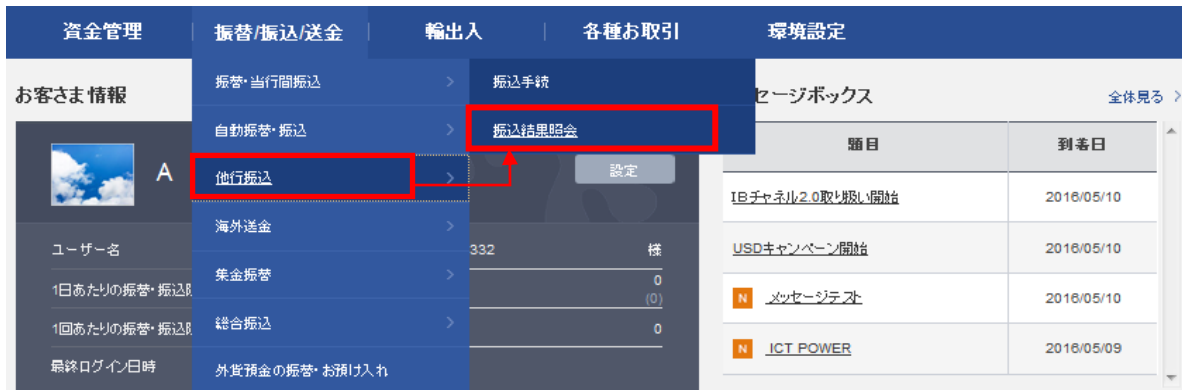 資金管理 振替/振込/送金 輸出入 各種お取引 環境設定
お客さま情報
A
設定
ユーザー名 332 様
1日あたりの振替・振込 0
(0)
1回あたりの振替・振込 0
最終ログイン日時
振替・当行間振込
自動振替・振込
他行振込
海外送金
集金振替
総合振込
外貨預金の振替・お預け入れ
振込手続
振込結果照会
セージボックス 全体見る
題目 到着日
IBチャネル2.0取り扱い開始 2016/05/10
USDキャンペーン開始 2016/05/10
N メッセージテスト 2016/05/10
N ICT POWER 2016/05/09